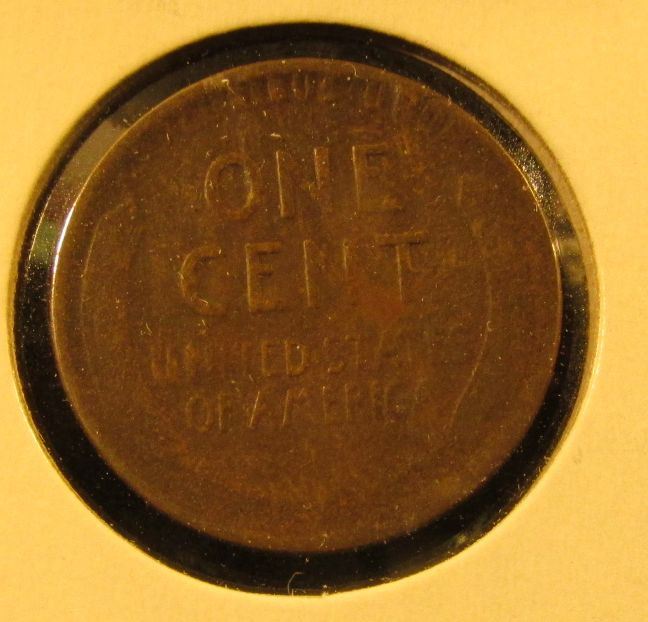 ONE
CENT
UNITED STATES
OF AMERICA